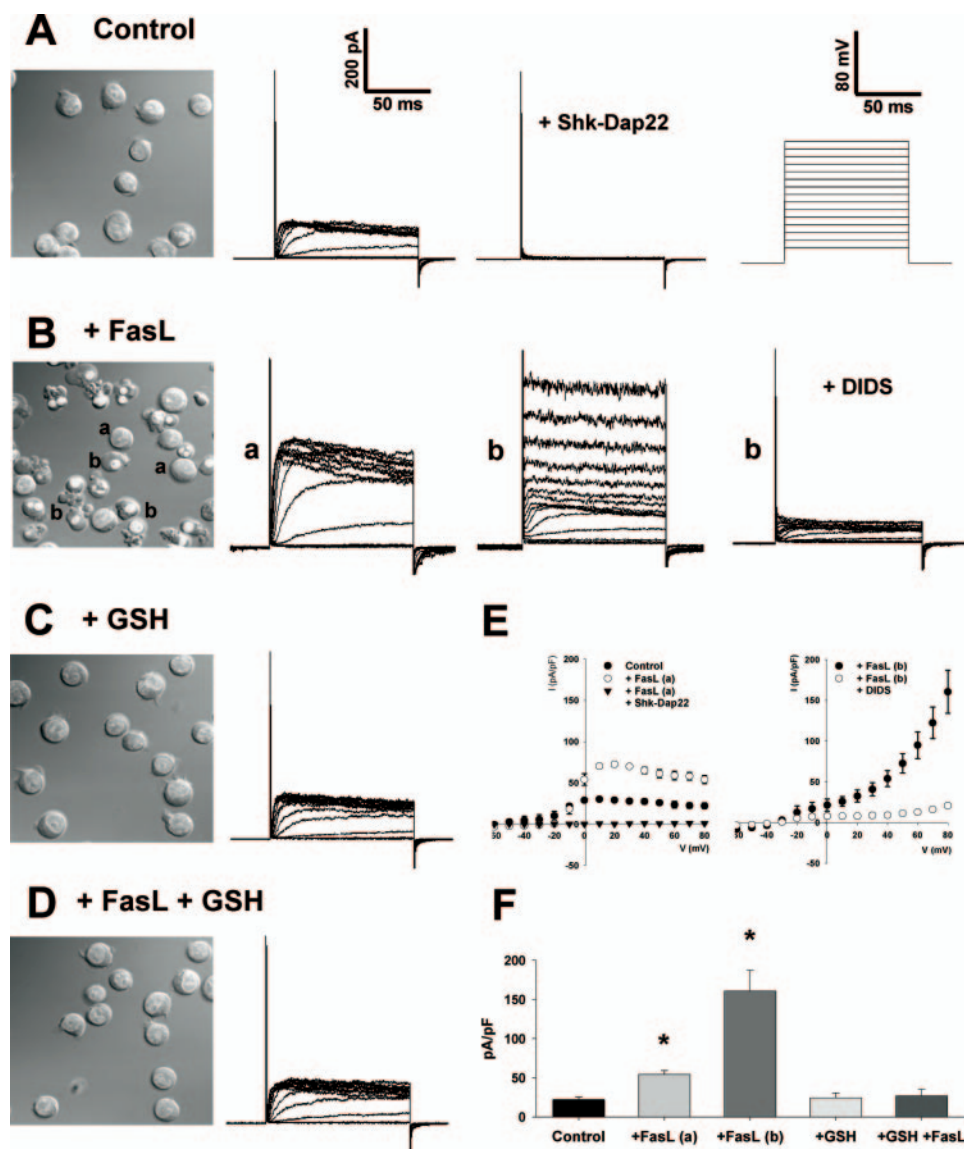 A Control
200 pA
50 ms
+ Shk-Dap22
80 mV
50 ms
B + FasL
a
b
a
b
b
a
b
b
+ DIDS
C + GSH
E
I (pA/pF)
200
150
100
50
0
-50
-40
-20
0
20
40
60
80
V (mV)
Control
+ FasL (a)
+ FasL (a)
+ Shk-Dap22
I (pA/pF)
200
150
100
50
-50
-40
-20
0
20
40
60
80
V (mV)
+ FasL (b)
+ FasL (b)
+ DIDS
D + FasL + GSH
F
pA/pF
200
150
100
50
0
*
*
Control +FasL (a) +FasL (b) +GSH +GSH +FasL